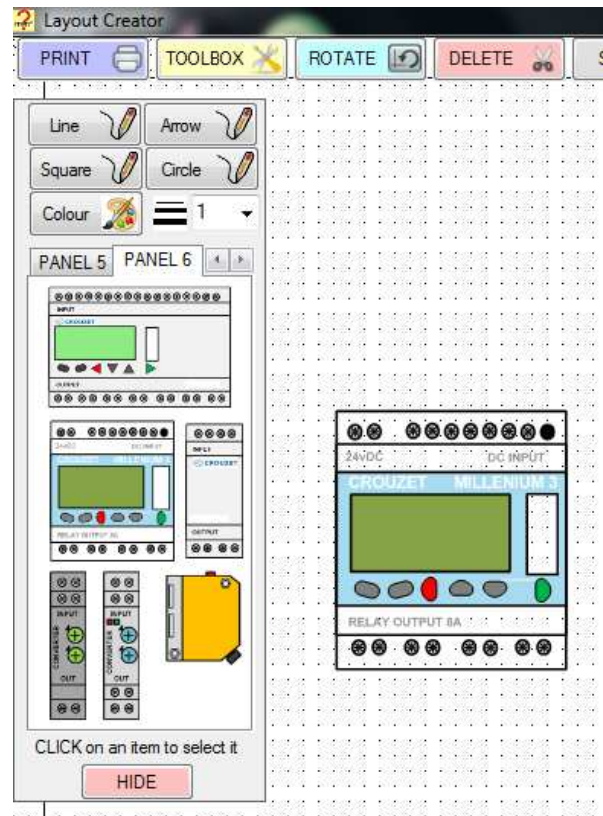 Layout Creator
PRINT TOOLBOX ROTATE DELETE S
Line Arrow
Square Circle
Colour 1
PANEL 5 PANEL 6
INPUT
CROUZET
OUTPUT
24VDC DC INPUT
CROUZET MILLENIUM 3
RELAY OUTPUT 8A
INPUT
CROUZET
OUTPUT
INPUT
CONVERTER
OUT
INPUT
CONVERTER
OUT
CLICK on an item to select it
HIDE
24VDC DC INPUT
CROUZET MILLENIUM 3
RELAY OUTPUT 8A